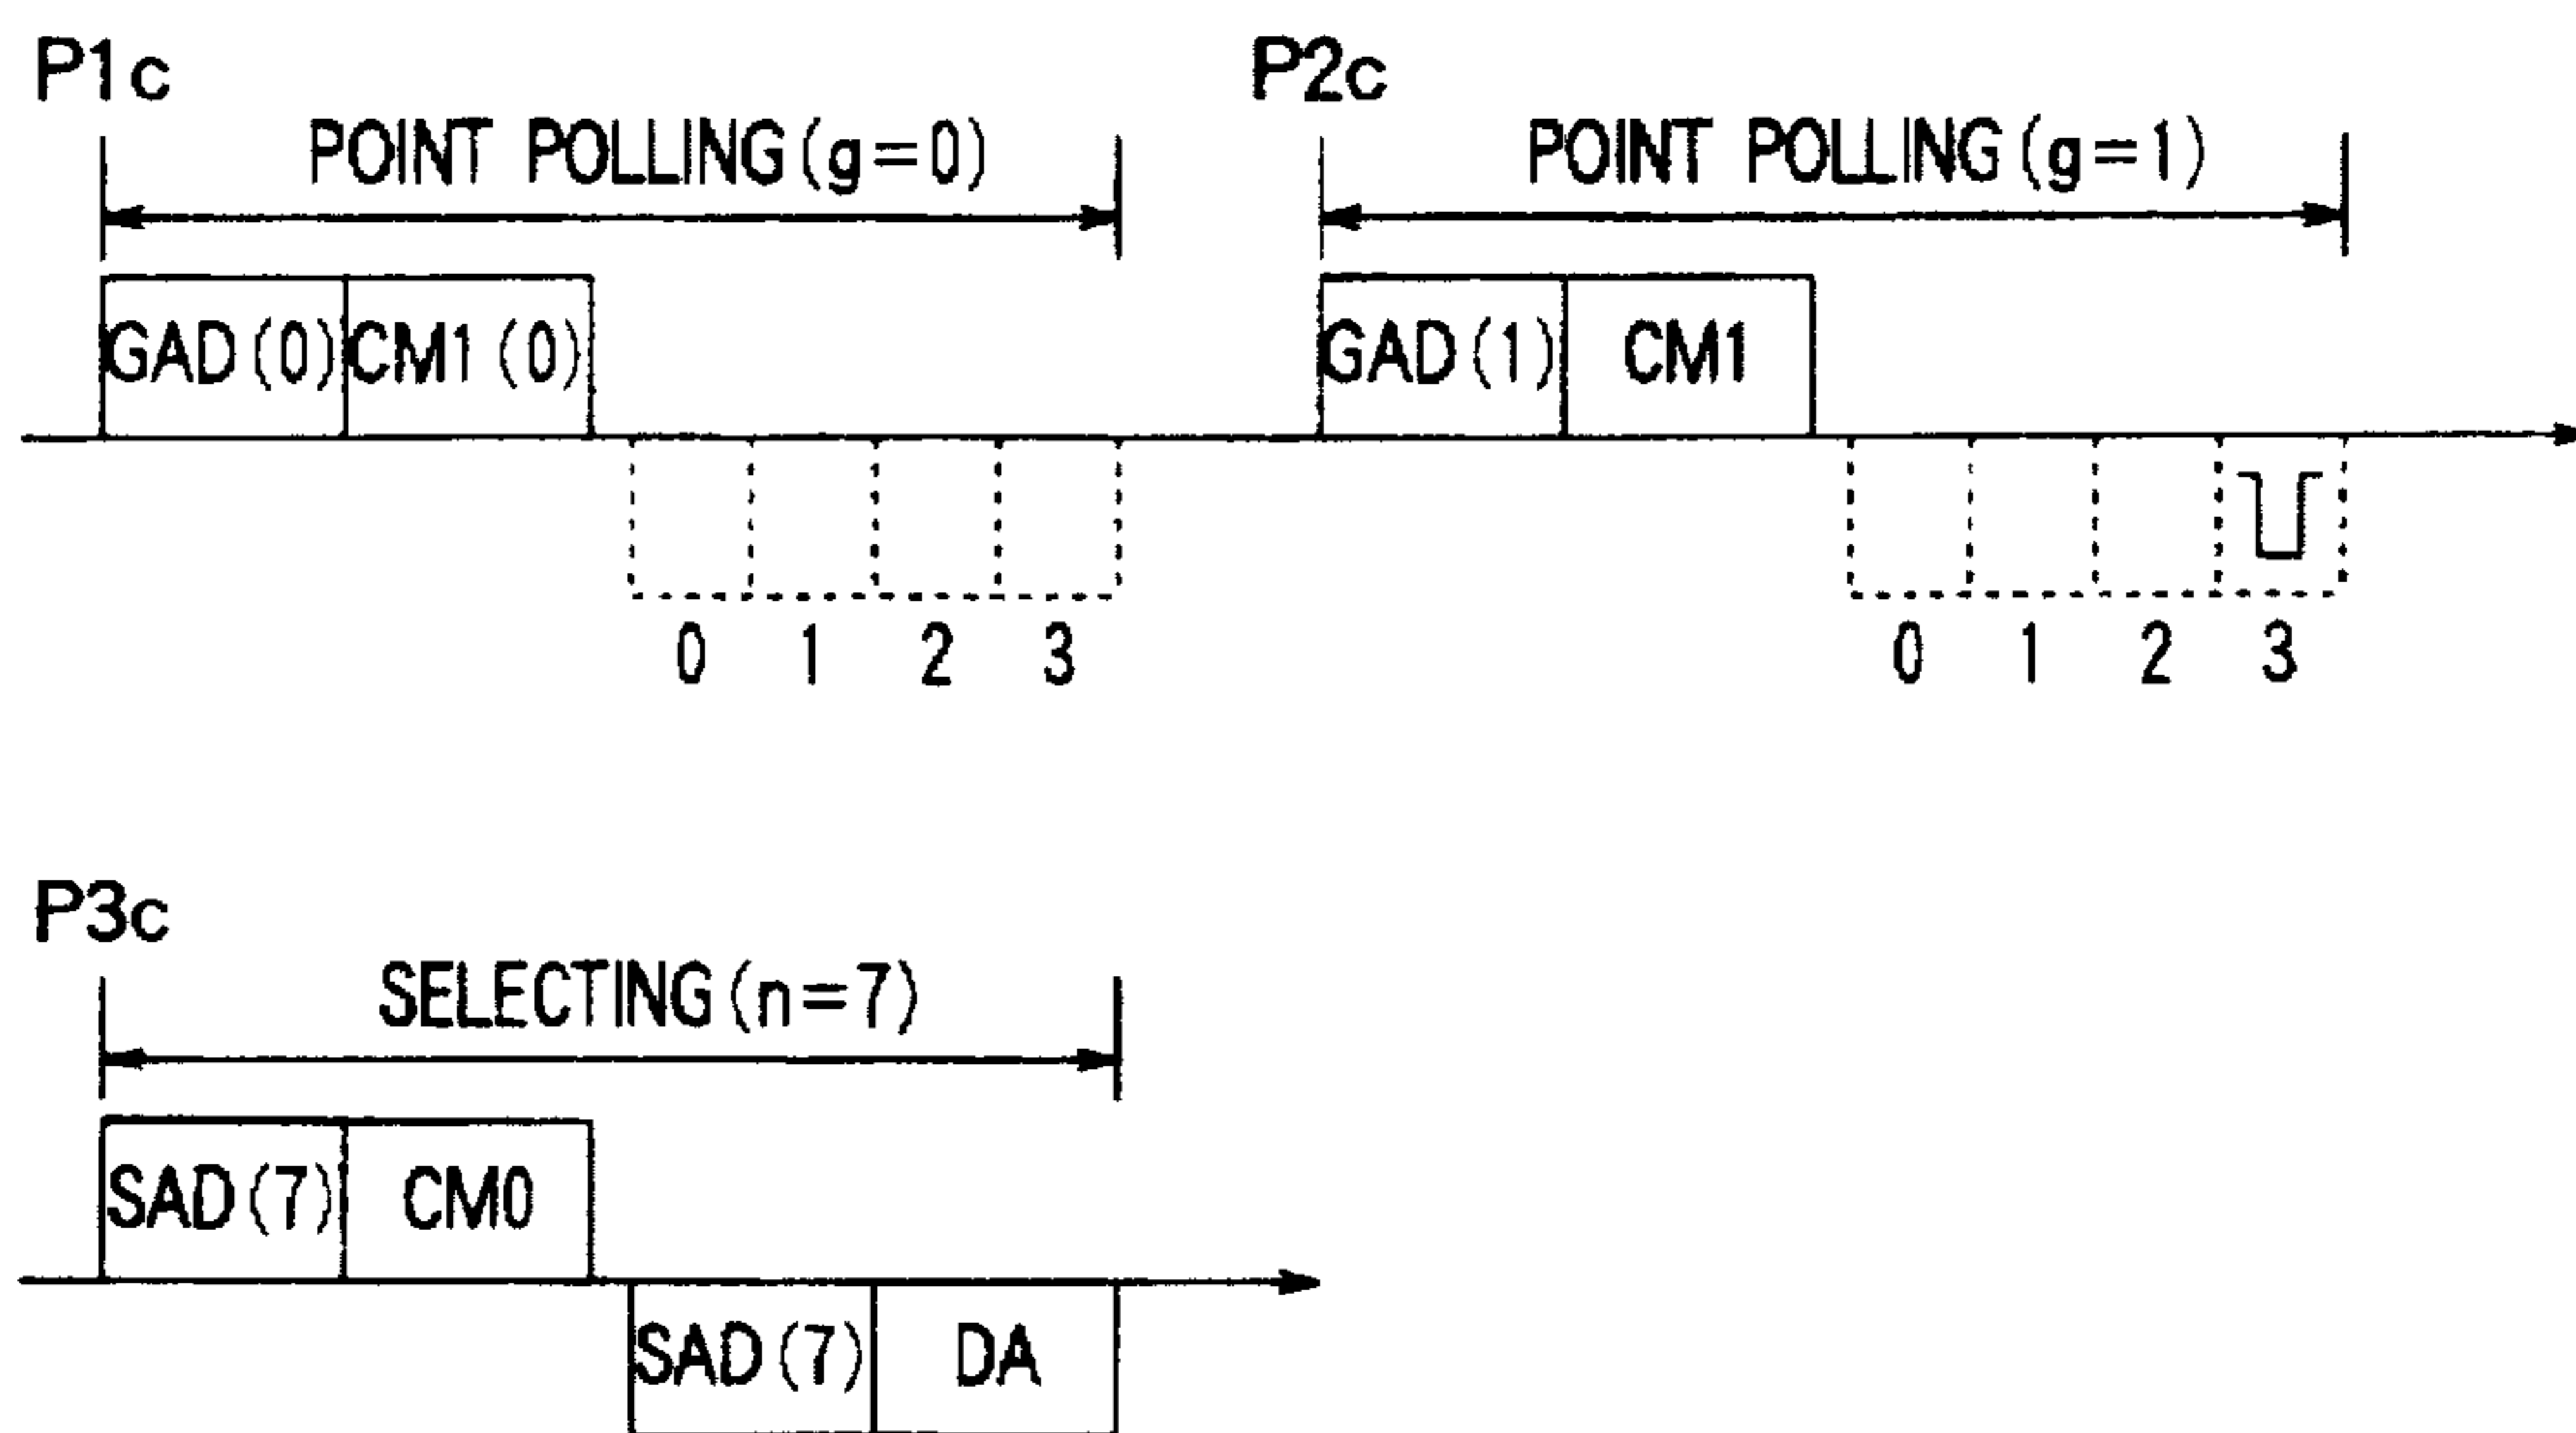 P1c P2c
POINT POLLING(g=0) POINT POLLING(g=1)
GAD(0) CM1(0) GAD(1) CM1
0 1 2 3 0 1 2 3
P3c
SELECTING(n=7)
SAD(7) CM0
SAD(7) DA